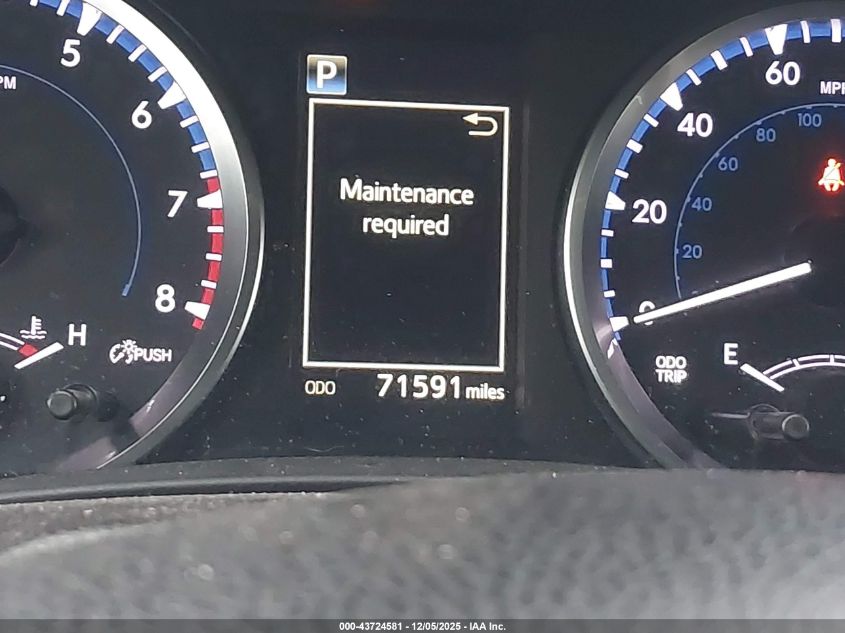 5
6
7
8
H
PUSH
P
Maintenance
required
ODO
71591 miles
60
MPH
40
20
0
100
80
60
40
20
ODO
TRIP
E
000-43724581 - 12/05/2025 - IAA Inc.